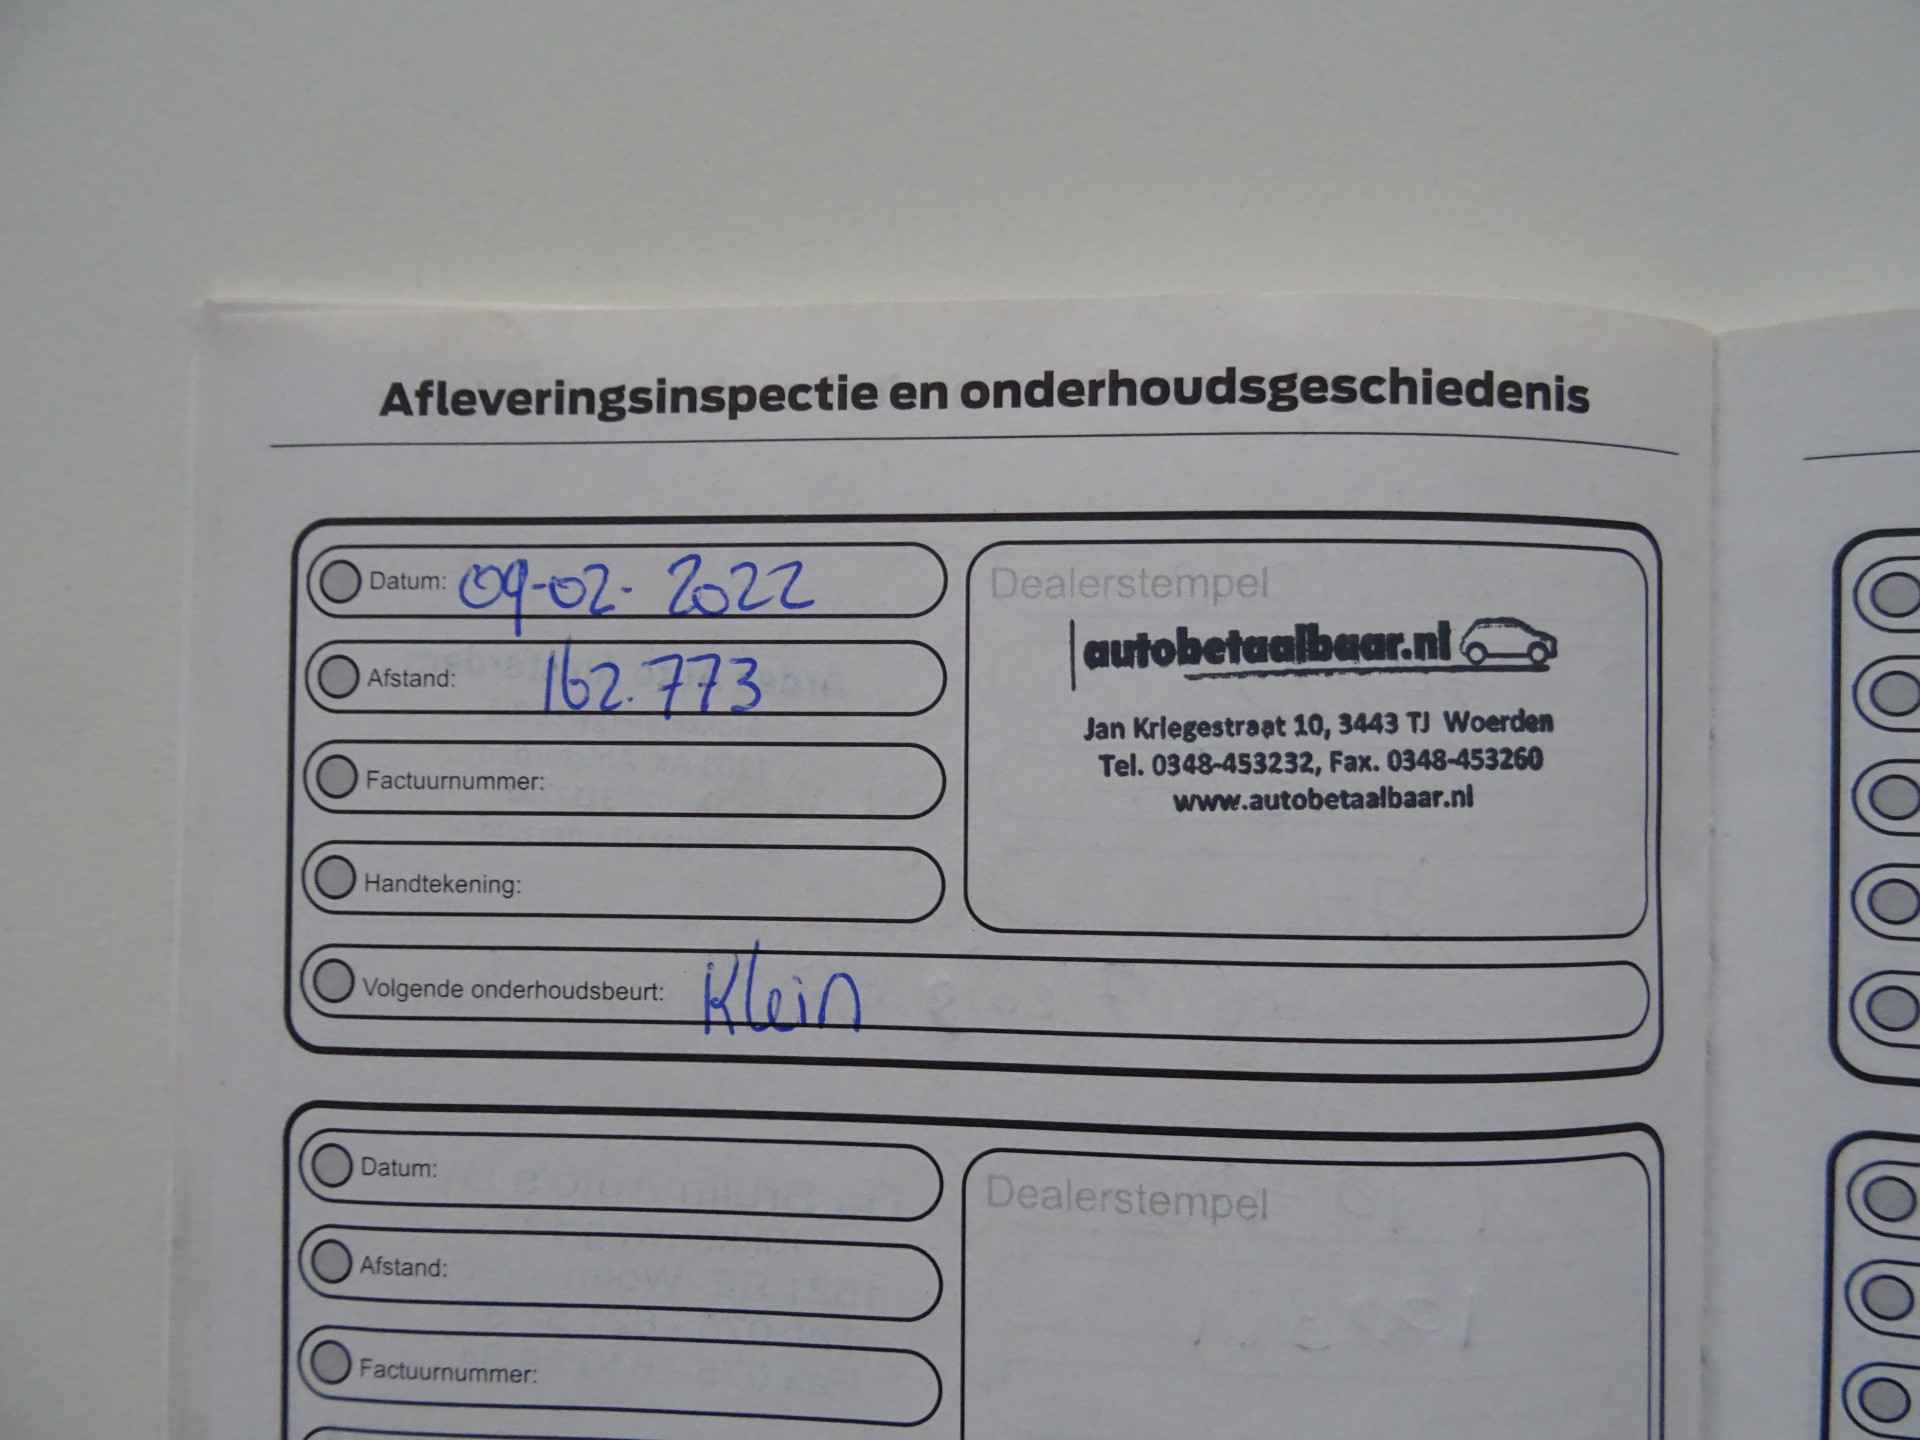 Afleveringsinspectie en onderhoudsgeschiedenis
Datum: 09-02-2022
Afstand: 162.773
Factuurnummer:
Handtekening:
Volgende onderhoudsbeurt: Klein
Dealerstempel
autobetaalbaar.nl
Jan Kriegestraat 10, 3443 TJ Woerden
Tel. 0348-453232, Fax. 0348-453260
www.autobetaalbaar.nl
Datum:
Afstand:
Factuurnummer:
Dealerstempel